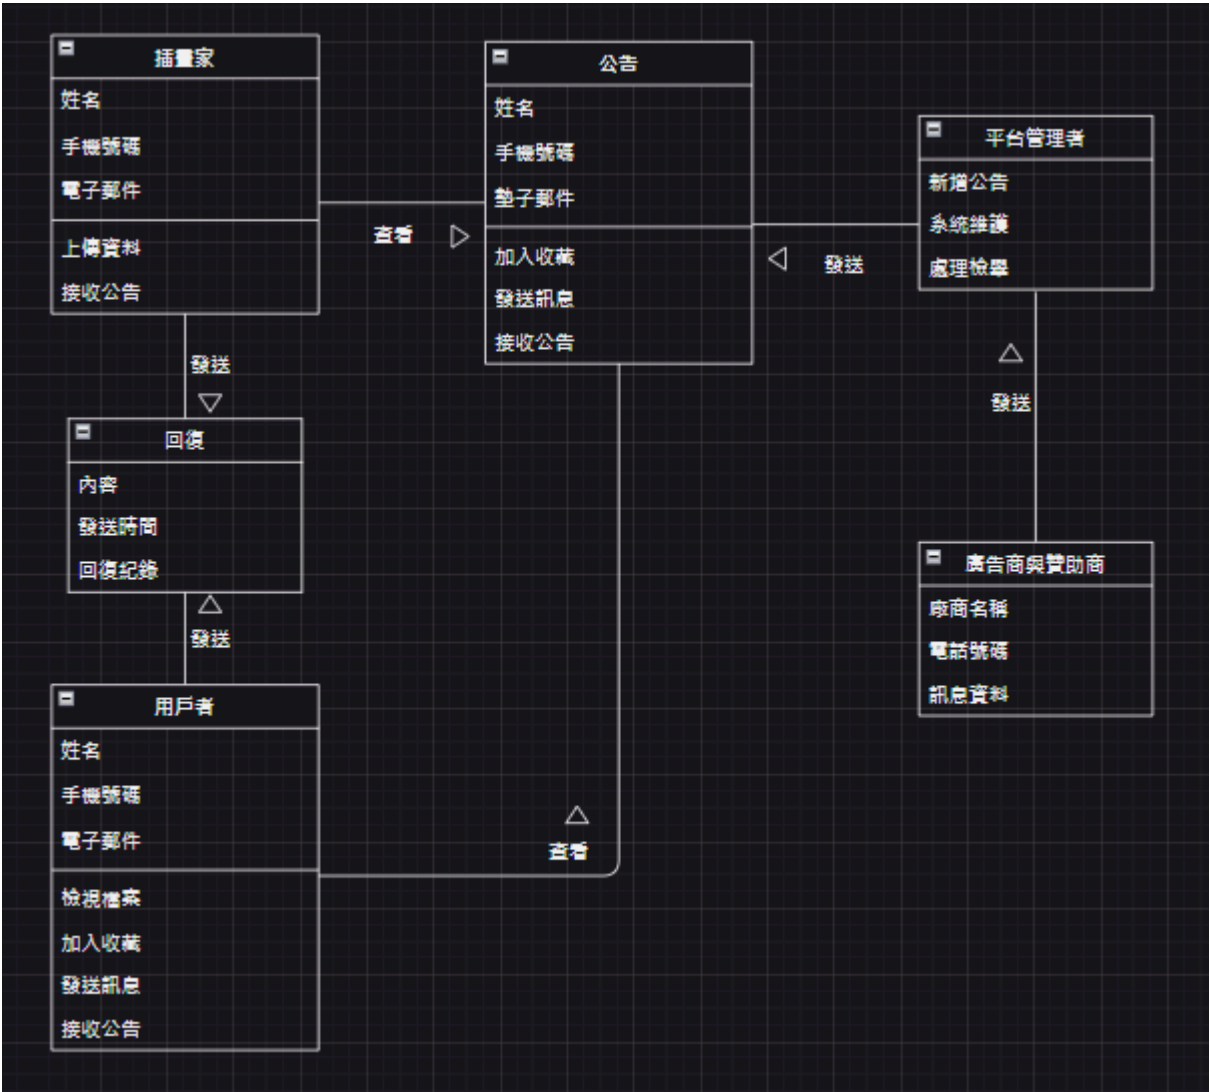 插畫家
姓名
手機號碼
電子郵件
上傳資料
接收公告
公告
姓名
手機號碼
墊子郵件
加入收藏
發送訊息
接收公告
平台管理者
新增公告
系統維護
處理檢舉
查看
發送
發送
發送
回復
內容
發送時間
回復紀錄
發送
廣告商與贊助商
廠商名稱
電話號碼
訊息資料
用戶者
姓名
手機號碼
電子郵件
檢視檔案
加入收藏
發送訊息
接收公告
查看